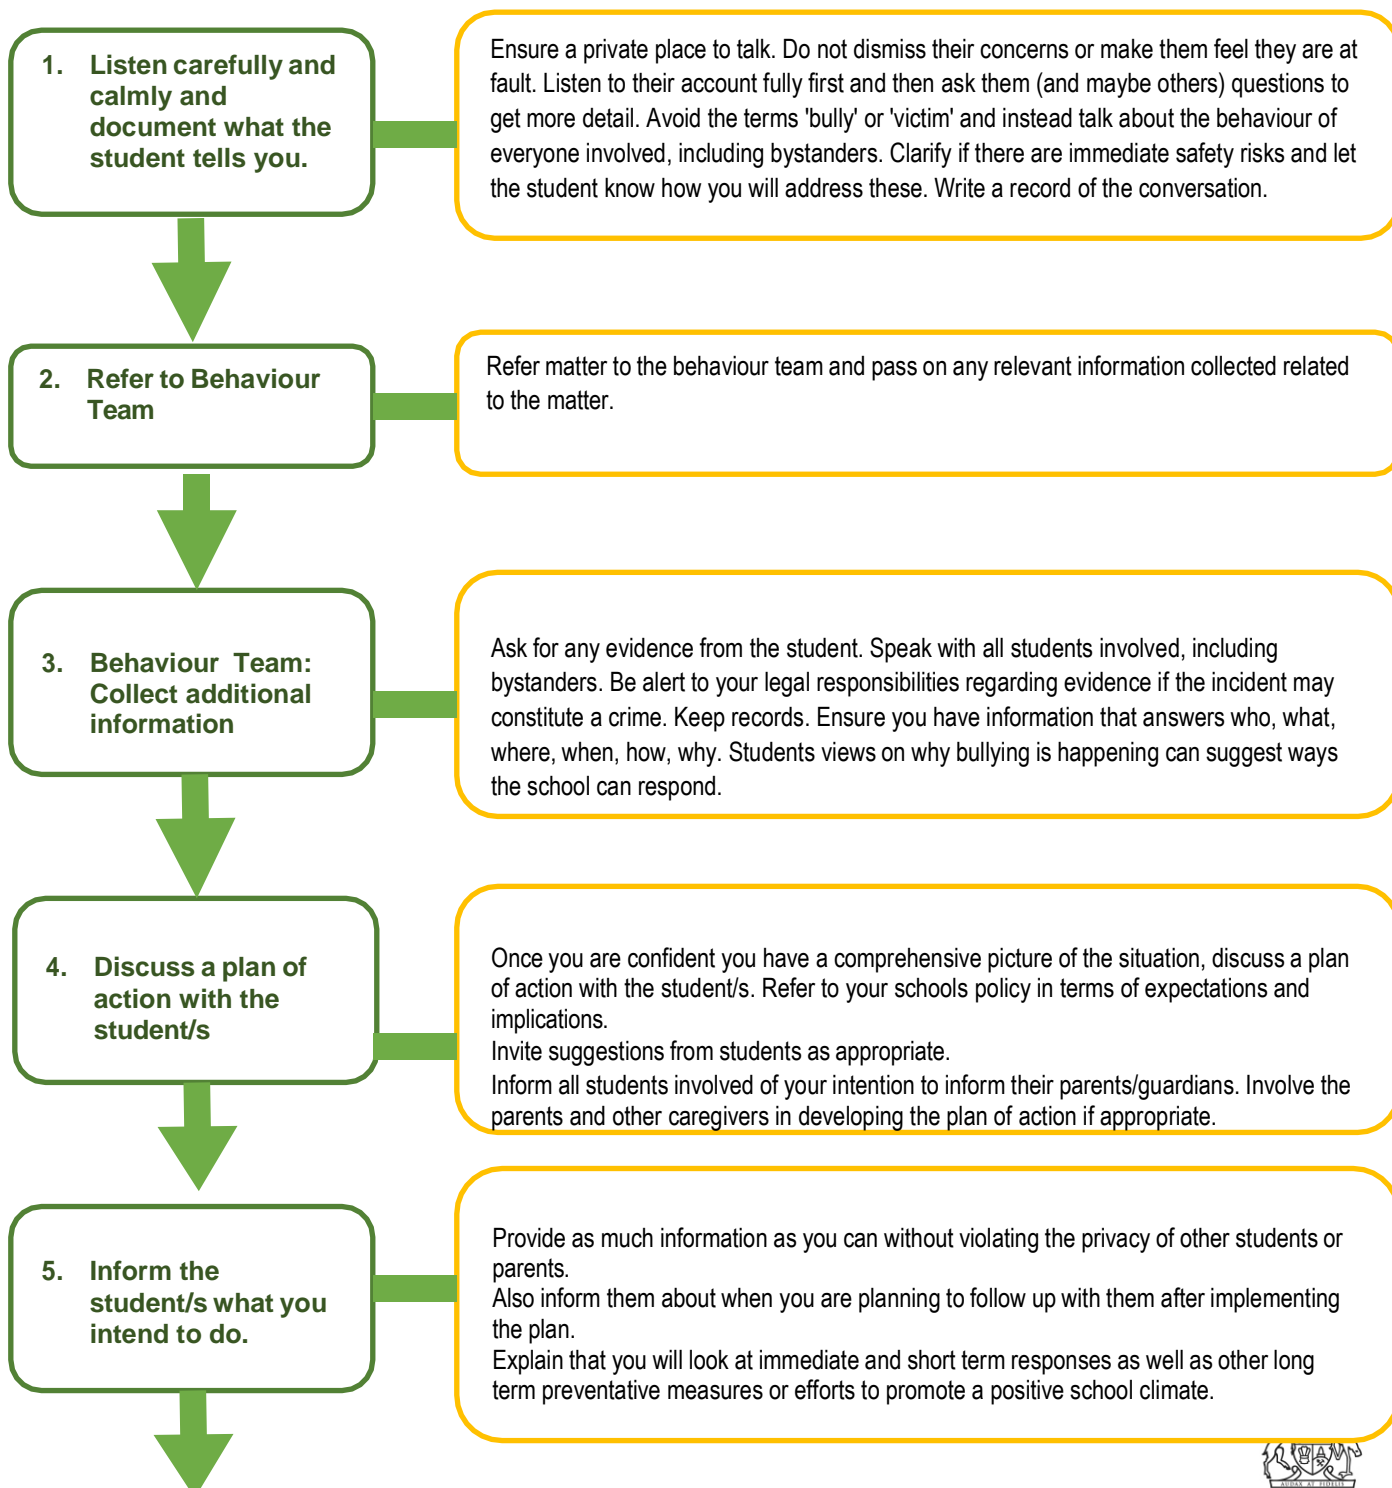 1. Listen carefully and
calmly and
document what the
student tells you.
Ensure a private place to talk. Do not dismiss their concerns or make them feel they are at
fault. Listen to their account fully first and then ask them (and maybe others) questions to
get more detail. Avoid the terms 'bully' or 'victim' and instead talk about the behaviour of
everyone involved, including bystanders. Clarify if there are immediate safety risks and let
the student know how you will address these. Write a record of the conversation.
2. Refer to Behaviour
Team
Refer matter to the behaviour team and pass on any relevant information collected related
to the matter.
3. Behaviour Team:
Collect additional
information
Ask for any evidence from the student. Speak with all students involved, including
bystanders. Be alert to your legal responsibilities regarding evidence if the incident may
constitute a crime. Keep records. Ensure you have information that answers who, what,
where, when, how, why. Students views on why bullying is happening can suggest ways
the school can respond.
4. Discuss a plan of
action with the
student/s
Once you are confident you have a comprehensive picture of the situation, discuss a plan
of action with the student/s. Refer to your schools policy in terms of expectations and
implications.
Invite suggestions from students as appropriate.
Inform all students involved of your intention to inform their parents/guardians. Involve the
parents and other caregivers in developing the plan of action if appropriate.
5. Inform the
student/s what you
intend to do.
Provide as much information as you can without violating the privacy of other students or
parents.
Also inform them about when you are planning to follow up with them after implementing
the plan.
Explain that you will look at immediate and short term responses as well as other long
term preventative measures or efforts to promote a positive school climate.
AUDAX AT FIDELIS